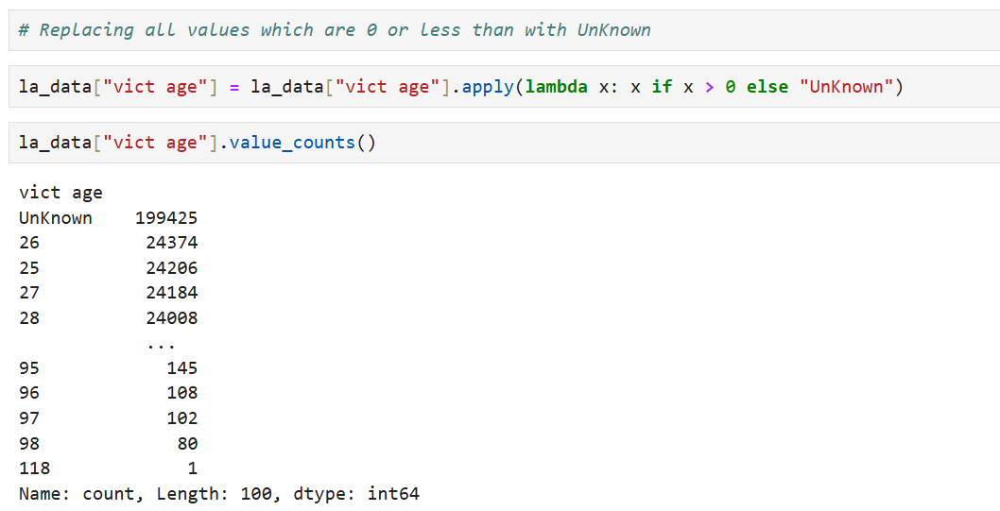 # Replacing all values which are 0 or less than with UnKnown
la_data["vict age"] = la_data["vict age"].apply(lambda x: x if x > 0 else "UnKnown")
la_data["vict age"].value_counts()
vict age
UnKnown    199425
26          24374
25          24206
27          24184
28          24008
            ...
95            145
96            108
97            102
98             80
118             1
Name: count, Length: 100, dtype: int64